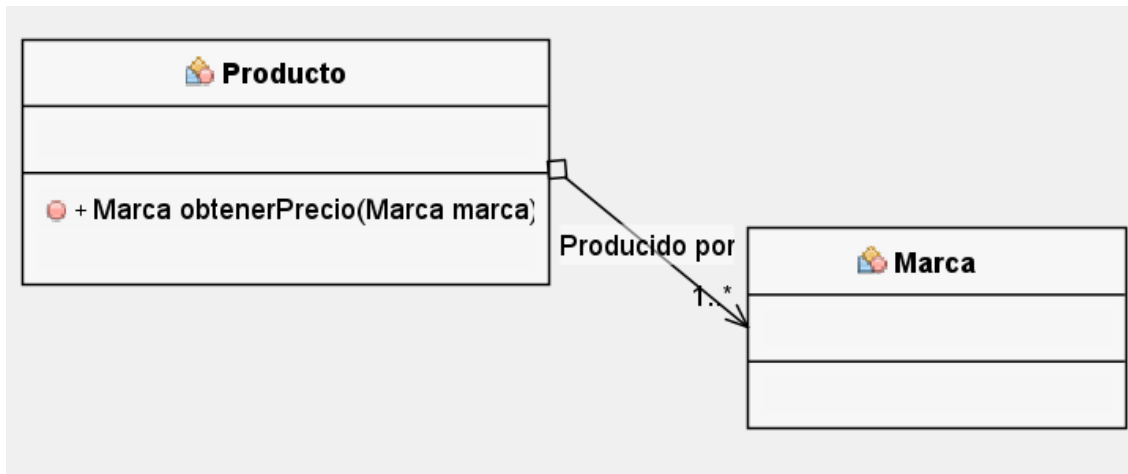 Producto
+ Marca obtenerPrecio(Marca marca)
Producido por
1..*
Marca